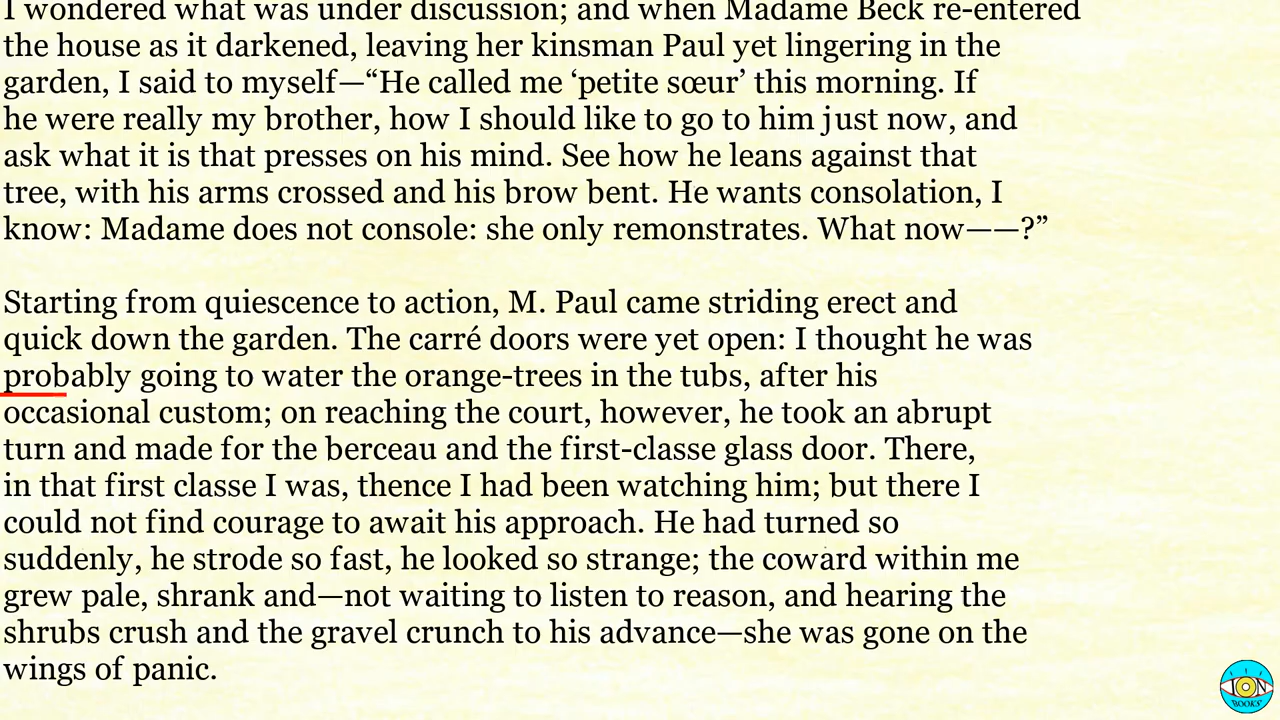 I wondered what was under discussion; and when Madame Beck re-entered
the house as it darkened, leaving her kinsman Paul yet lingering in the
garden, I said to myself—“He called me ‘petite sœur’ this morning. If
he were really my brother, how I should like to go to him just now, and
ask what it is that presses on his mind. See how he leans against that
tree, with his arms crossed and his brow bent. He wants consolation, I
know: Madame does not console: she only remonstrates. What now——?”
Starting from quiescence to action, M. Paul came striding erect and
quick down the garden. The carré doors were yet open: I thought he was
probably going to water the orange-trees in the tubs, after his
occasional custom; on reaching the court, however, he took an abrupt
turn and made for the berceau and the first-classe glass door. There,
in that first classe I was, thence I had been watching him; but there I
could not find courage to await his approach. He had turned so
suddenly, he strode so fast, he looked so strange; the coward within me
grew pale, shrank and—not waiting to listen to reason, and hearing the
shrubs crush and the gravel crunch to his advance—she was gone on the
wings of panic.
ION
BOOKS